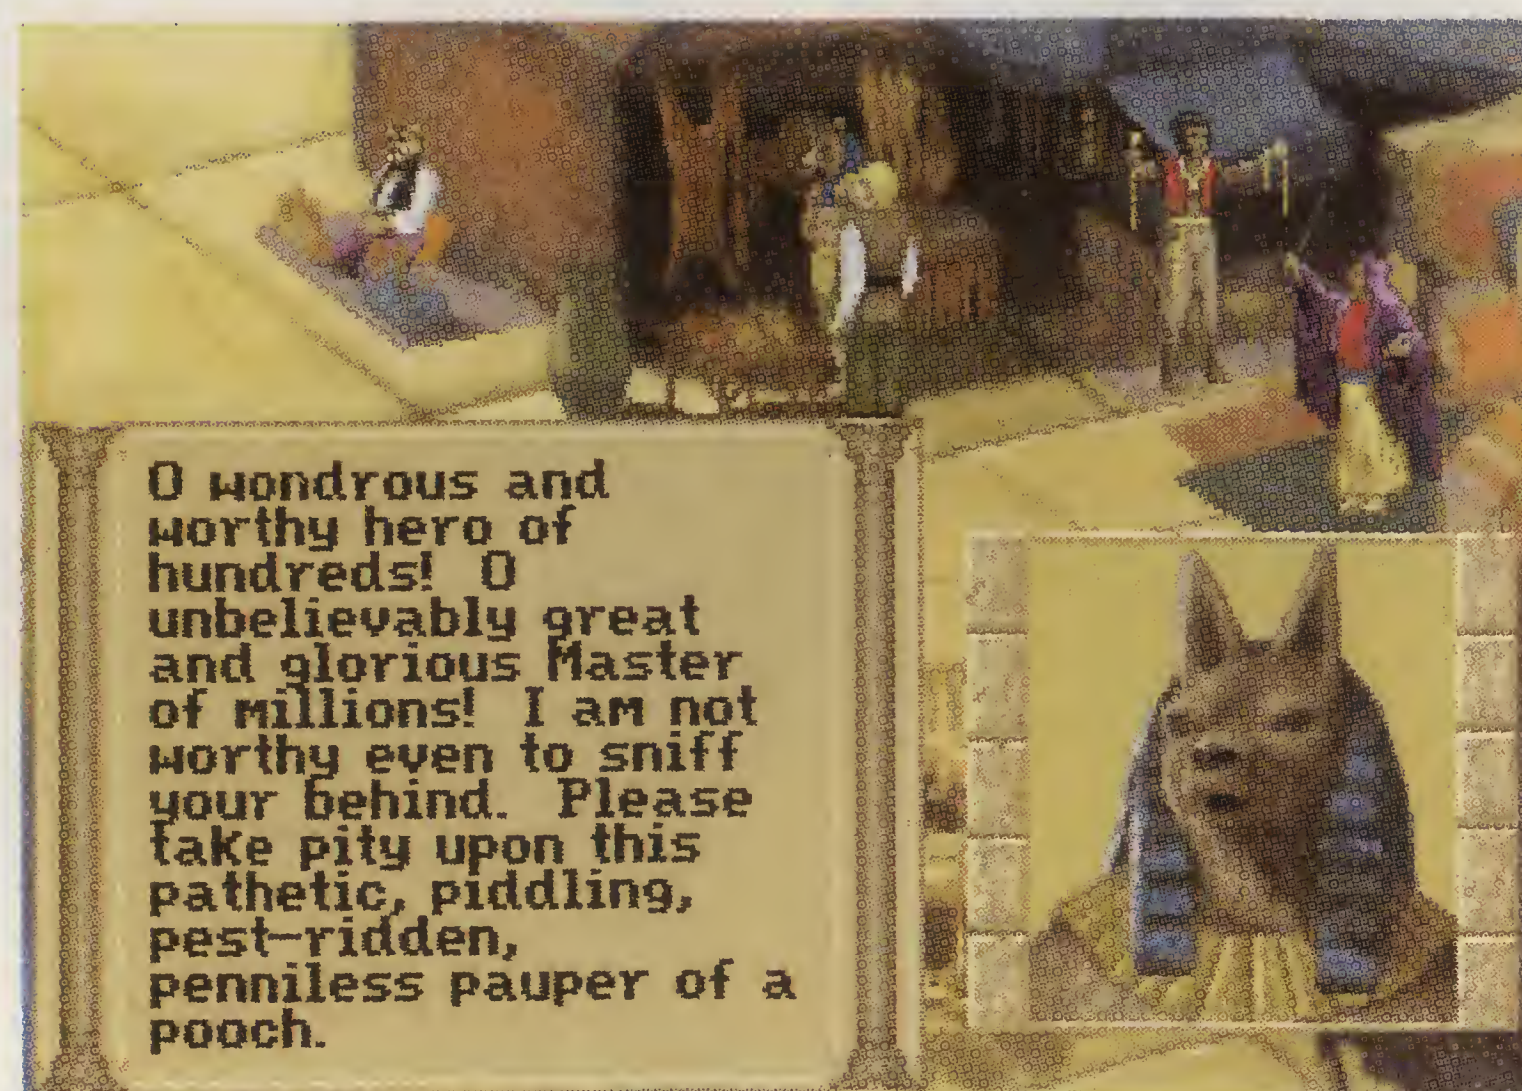 O wondrous and
worthy hero of
hundreds!  O
unbelievably great
and glorious Master
of millions!  I am not
worthy even to sniff
your behind.  Please
take pity upon this
pathetic, piddling,
pest-ridden,
penniless pauper of a
pooch.